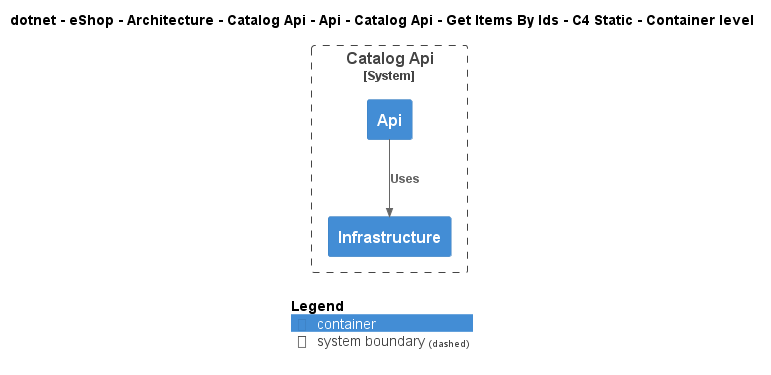 dotnet - eShop - Architecture - Catalog Api - Api - Catalog Api - Get Items By Ids - C4 Static - Container level
Catalog Api
[System]
Api
Uses
Infrastructure
Legend
container
system boundary (dashed)